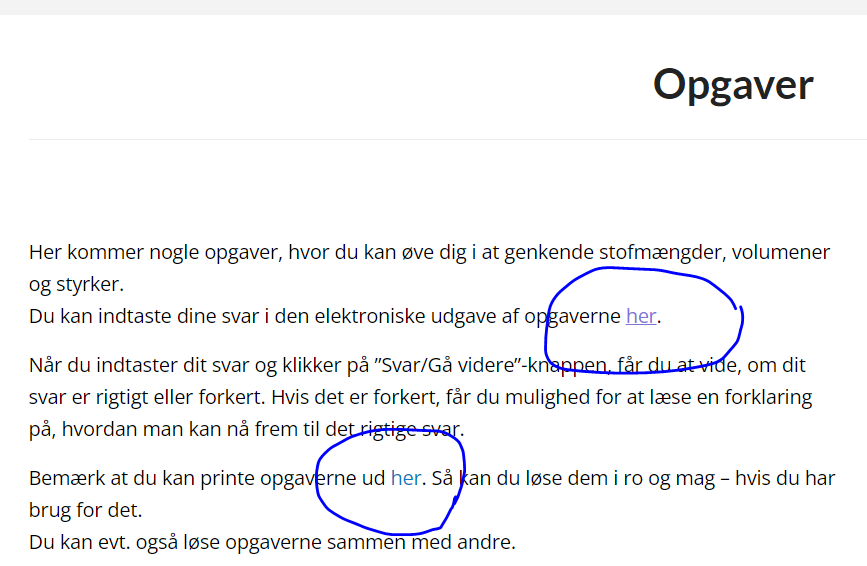 Opgaver
Her kommer nogle opgaver, hvor du kan øve dig i at genkende stofmængder, volumener
og styrker.
Du kan indtaste dine svar i den elektroniske udgave af opgaverne her.
Når du indtaster dit svar og klikker på ”Svar/Gå videre”-knappen, får du at vide, om dit
svar er rigtigt eller forkert. Hvis det er forkert, får du mulighed for at læse en forklaring
på, hvordan man kan nå frem til det rigtige svar.
Bemærk at du kan printe opgaverne ud her. Så kan du løse dem i ro og mag – hvis du har
brug for det.
Du kan evt. også løse opgaverne sammen med andre.